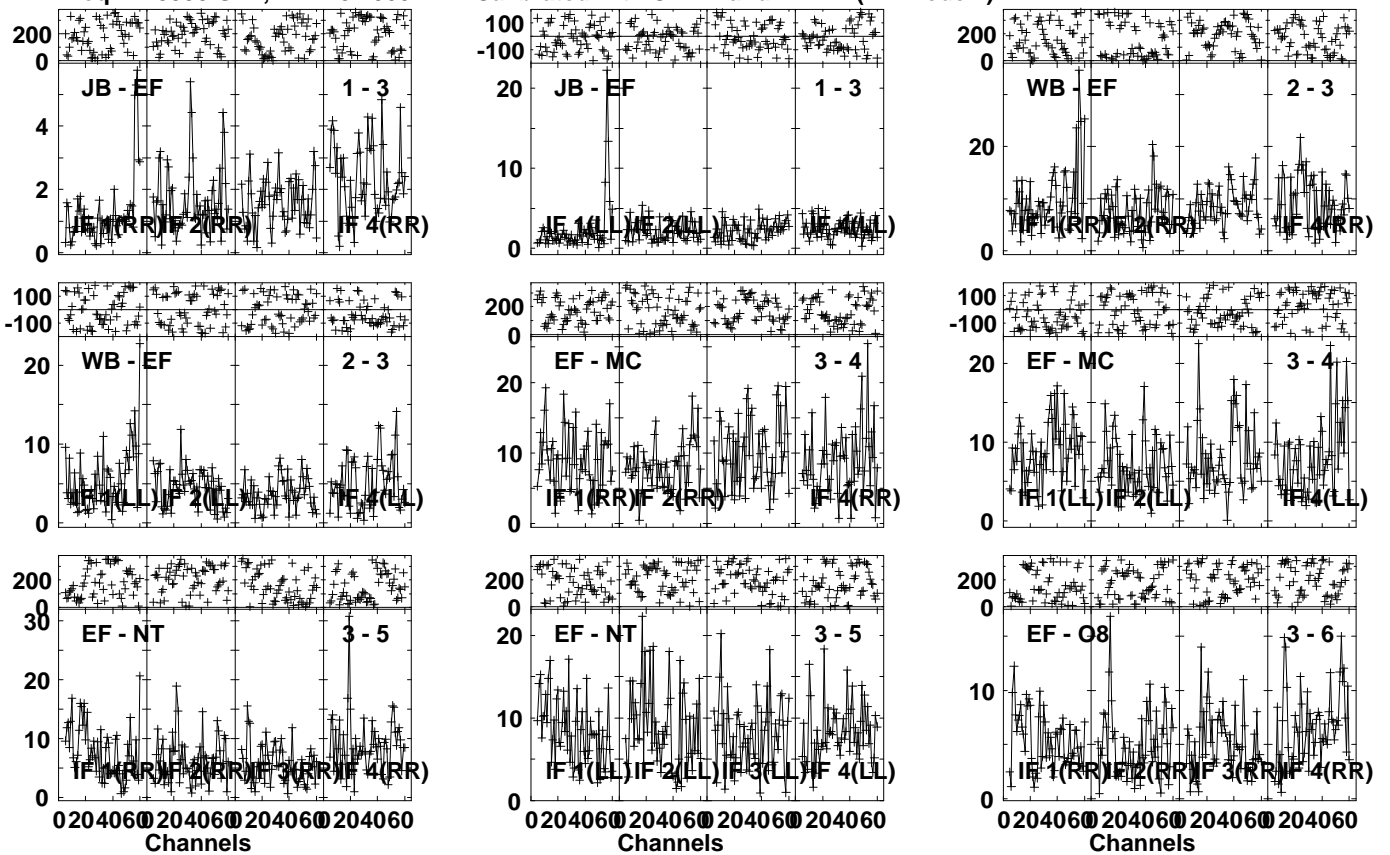 200
0
JB - EF 1 - 3
4
2
0
IF 1(RR) IF 2(RR) IF 4(RR)
100
-100
JB - EF 1 - 3
20
10
0
IF 1(LL) IF 2(LL) IF 4(LL)
200
0
WB - EF 2 - 3
20
0
IF 1(RR) IF 2(RR) IF 4(RR)
100
-100
WB - EF 2 - 3
20
10
0
IF 1(LL) IF 2(LL) IF 4(LL)
200
0
EF - MC 3 - 4
20
10
0
IF 1(RR) IF 2(RR) IF 4(RR)
100
-100
EF - MC 3 - 4
20
10
0
IF 1(LL) IF 2(LL) IF 4(LL)
200
0
EF - NT 3 - 5
30
20
10
0
IF 1(RR) IF 2(RR) IF 3(RR) IF 4(RR)
0 20 40 60 0 20 40 60 0 20 40 60 0 20 40 60
Channels
200
0
EF - NT 3 - 5
20
10
0
IF 1(LL) IF 2(LL) IF 3(LL) IF 4(LL)
0 20 40 60 0 20 40 60 0 20 40 60 0 20 40 60
Channels
200
0
EF - O8 3 - 6
10
0
IF 1(RR) IF 2(RR) IF 3(RR) IF 4(RR)
0 20 40 60 0 20 40 60 0 20 40 60 0 20 40 60
Channels